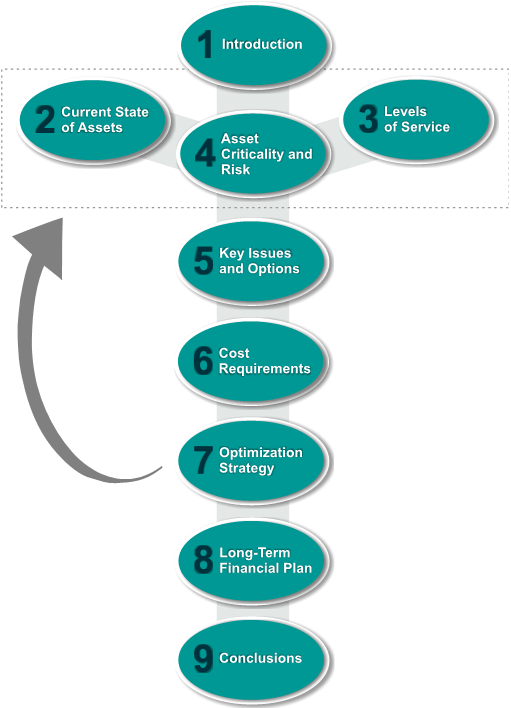 1 Introduction
2 Current State
of Assets
3 Levels
of Service
4 Asset
Criticality and
Risk
5 Key Issues
and Options
6 Cost
Requirements
7 Optimization
Strategy
8 Long-Term
Financial Plan
9 Conclusions